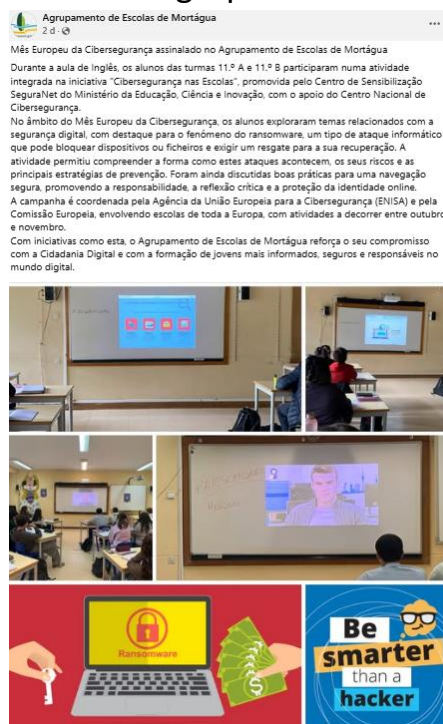 Agrupamento de Escolas de Mortágua
2 d ·
Mês Europeu da Cibersegurança assinalado no Agrupamento de Escolas de Mortágua
Durante a aula de Inglês, os alunos das turmas 11.º A e 11.º B participaram numa atividade
integrada na iniciativa "Cibersegurança nas Escolas", promovida pelo Centro de Sensibilização
SeguraNet do Ministério da Educação, Ciência e Inovação, com o apoio do Centro Nacional de
Cibersegurança.
No âmbito do Mês Europeu da Cibersegurança, os alunos exploraram temas relacionados com a
segurança digital, com destaque para o fenómeno do ransomware, um tipo de ataque informático
que pode bloquear dispositivos ou ficheiros e exigir um resgate para a sua recuperação. A
atividade permitiu compreender a forma como estes ataques acontecem, os seus riscos e as
principais estratégias de prevenção. Foram ainda discutidas boas práticas para uma navegação
segura, promovendo a responsabilidade, a reflexão crítica e a proteção da identidade online.
A campanha é coordenada pela Agência da União Europeia para a Cibersegurança (ENISA) e pela
Comissão Europeia, envolvendo escolas de toda a Europa, com atividades a decorrer entre outubro
e novembro.
Com iniciativas como esta, o Agrupamento de Escolas de Mortágua reforça o seu compromisso
com a Cidadania Digital e com a formação de jovens mais informados, seguros e responsáveis no
mundo digital.
Ransomware
Be
smarter
than a
hacker